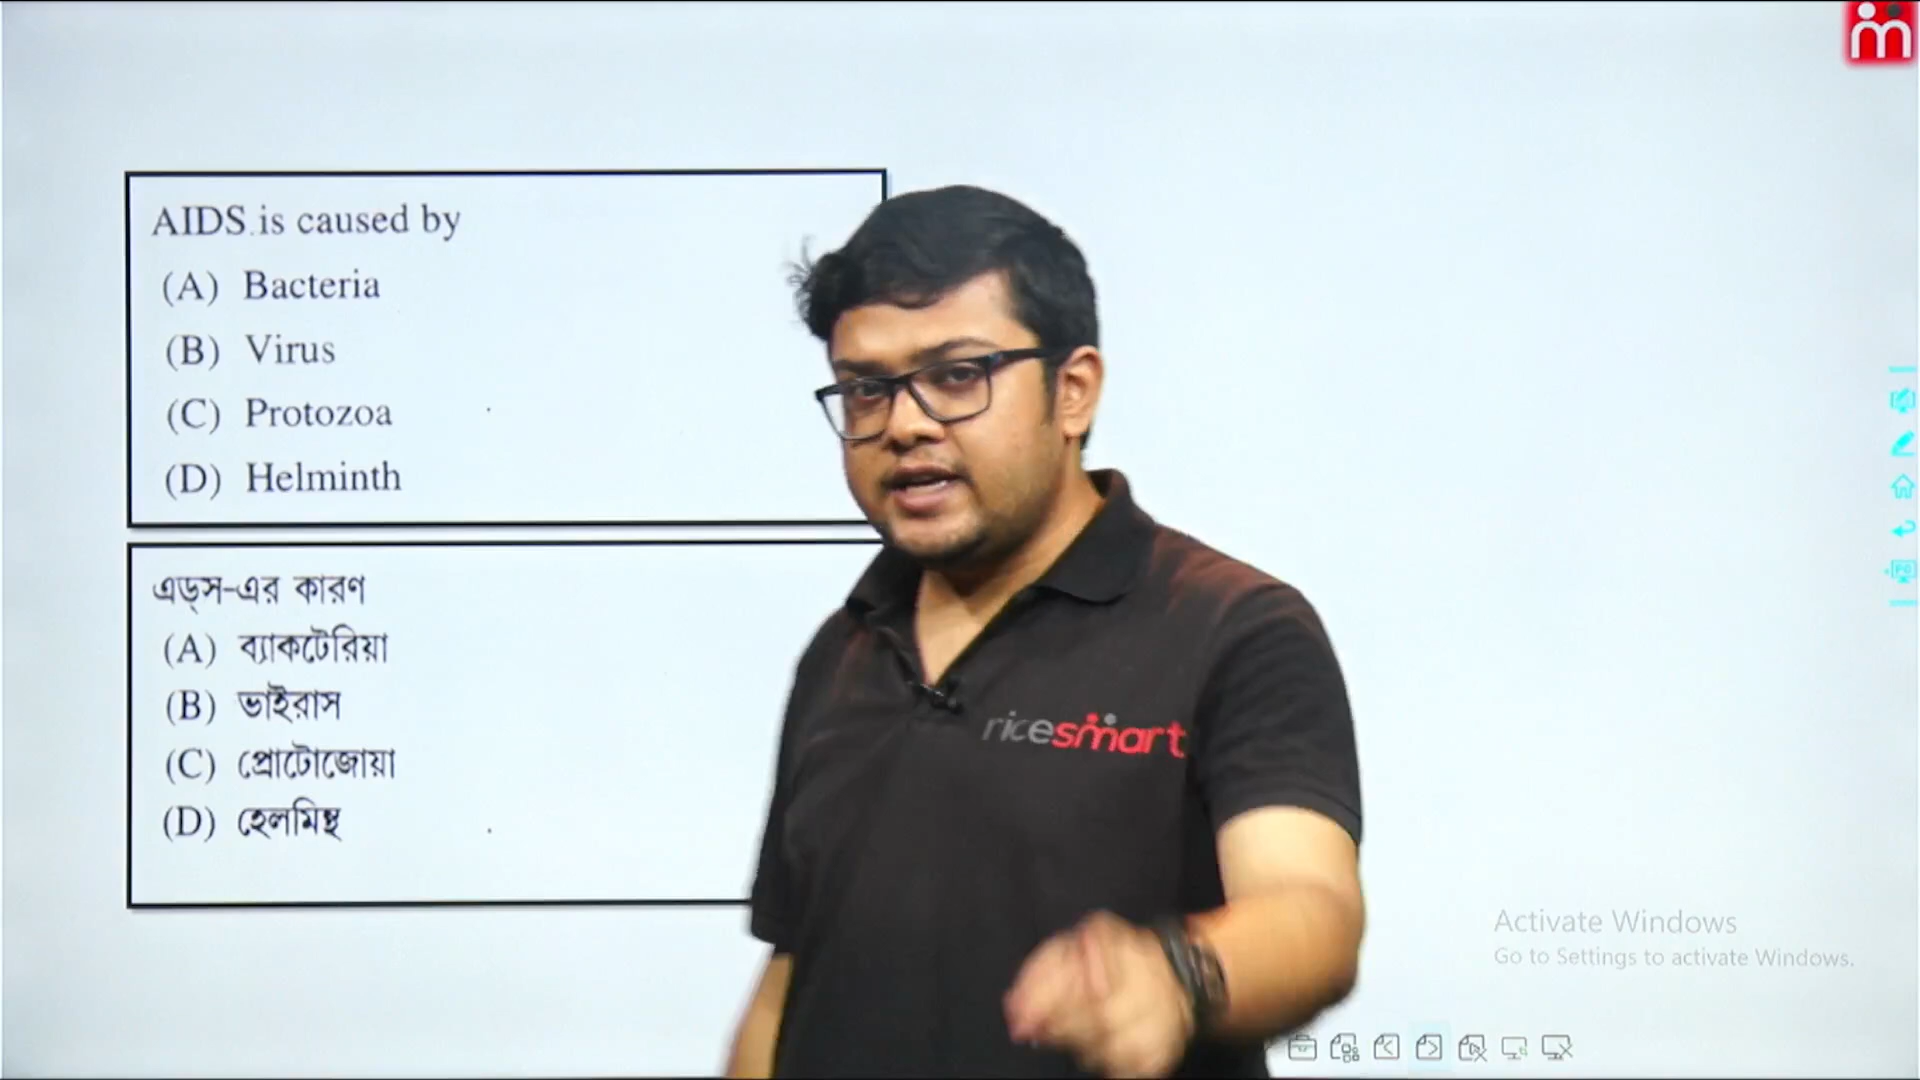 AIDS is caused by
(A) Bacteria
(B) Virus
(C) Protozoa
(D) Helminth
এড্স-এর কারণ
(A) ব্যাকটেরিয়া
(B) ভাইরাস
(C) প্রোটোজোয়া
(D) হেলমিন্থ
ricesmart
Activate Windows
Go to Settings to activate Windows.